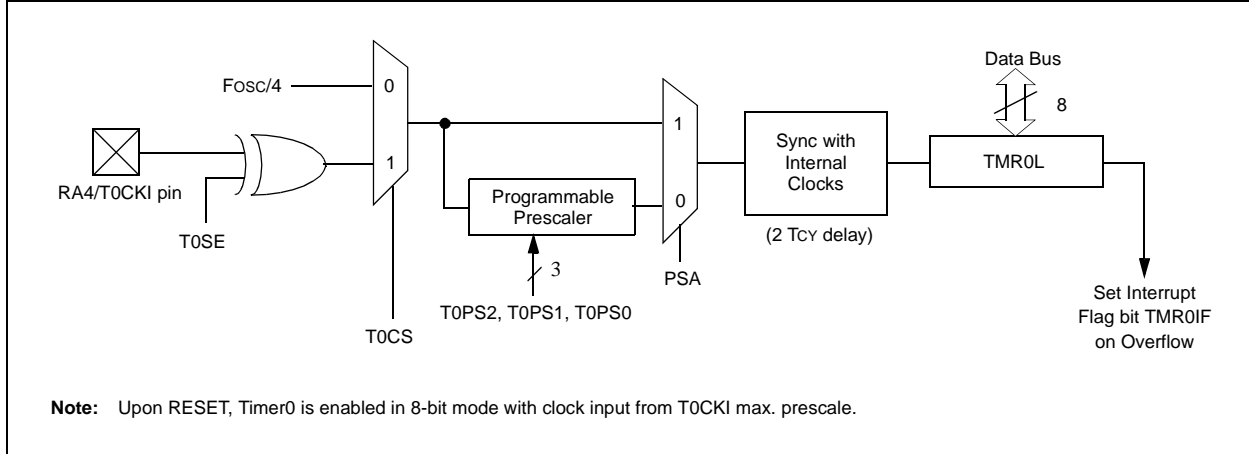 Data Bus
FOSC/4
0
8
1
Sync with
Internal
Clocks
TMR0L
1
RA4/T0CKI pin
Programmable
Prescaler
0
T0SE
(2 TCY delay)
3
PSA
T0PS2, T0PS1, T0PS0
T0CS
Set Interrupt
Flag bit TMR0IF
on Overflow
Note: Upon RESET, Timer0 is enabled in 8-bit mode with clock input from T0CKI max. prescale.